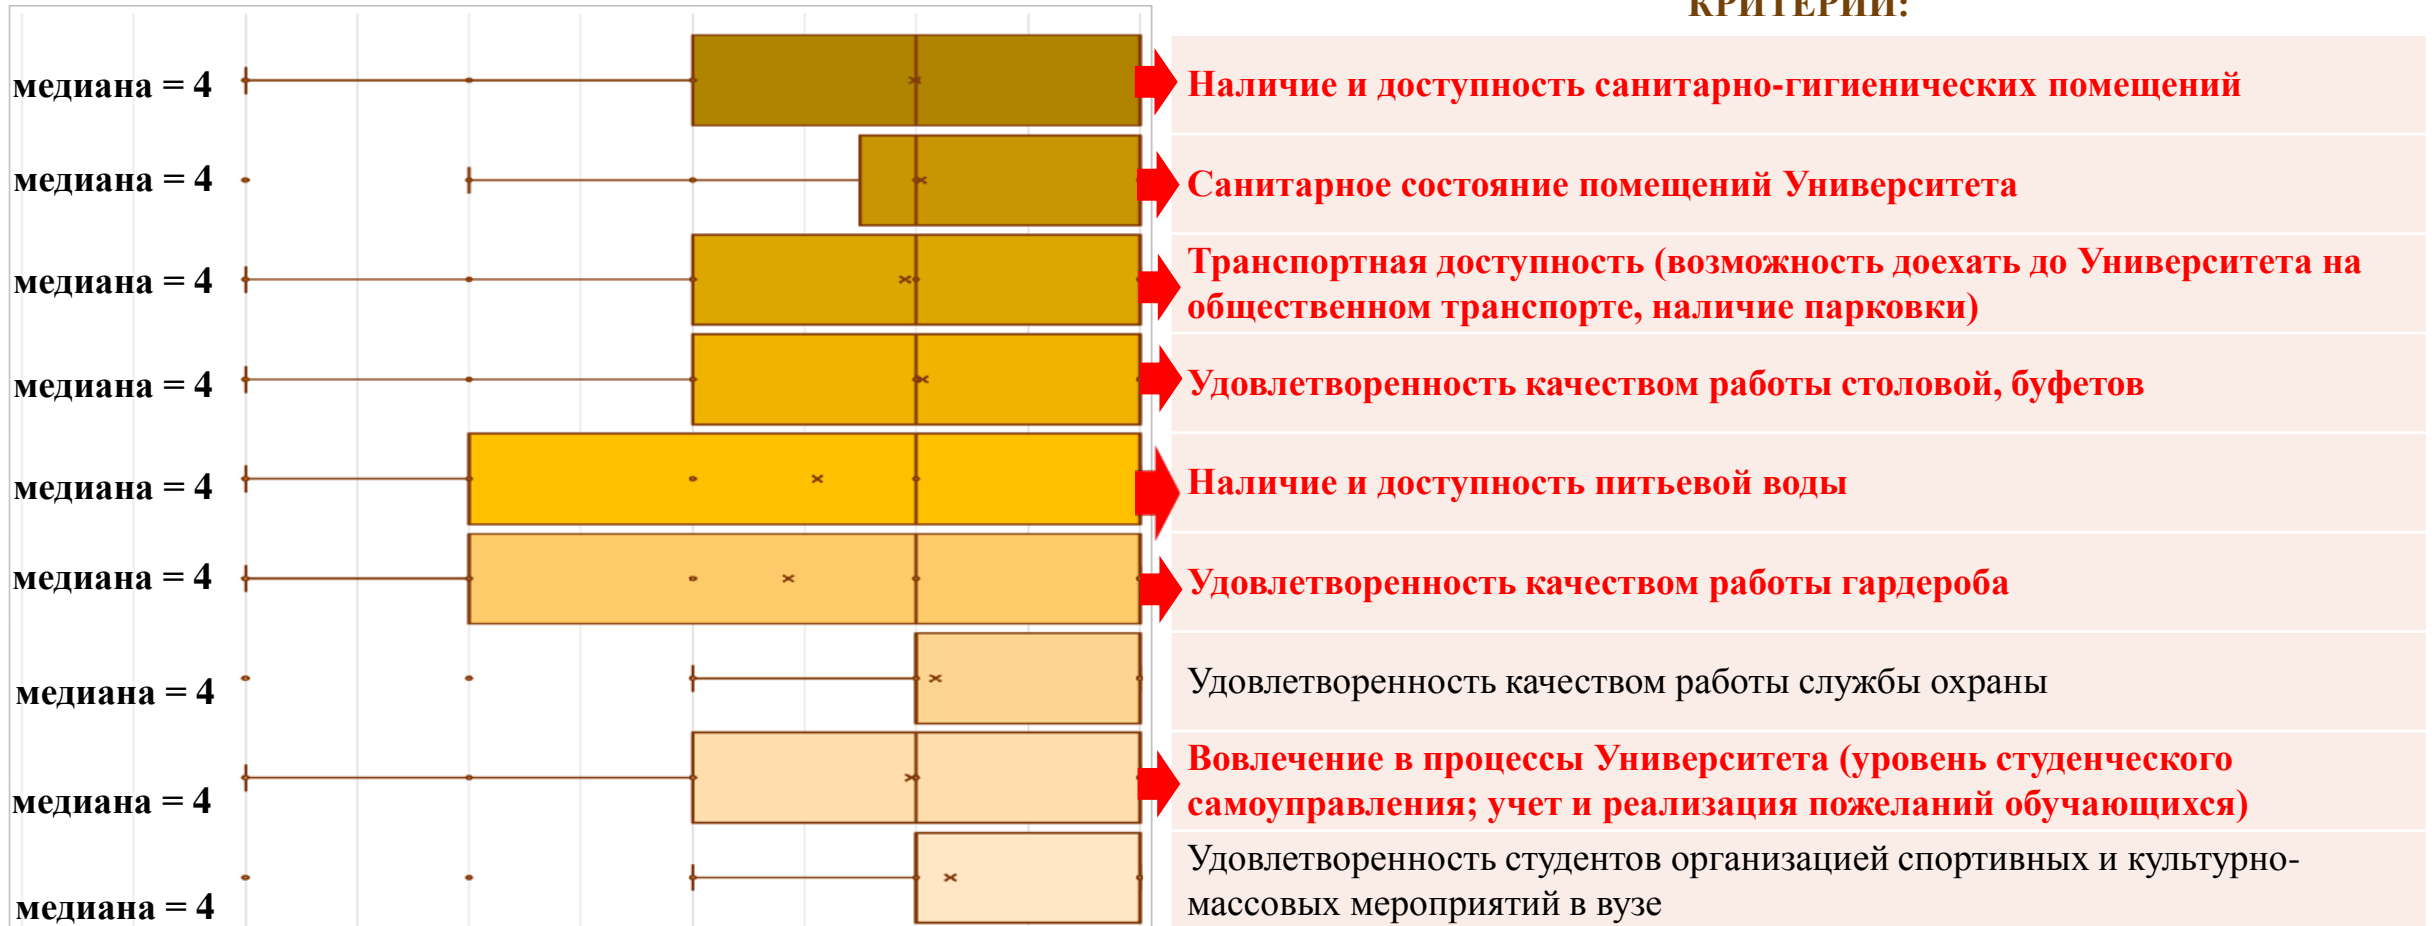 КРИТЕРИИ:
медиана = 4
Наличие и доступность санитарно-гигиенических помещений
медиана = 4
Санитарное состояние помещений Университета
медиана = 4
Транспортная доступность (возможность доехать до Университета на
общественном транспорте, наличие парковки)
медиана = 4
Удовлетворенность качеством работы столовой, буфетов
медиана = 4
Наличие и доступность питьевой воды
медиана = 4
Удовлетворенность качеством работы гардероба
медиана = 4
Удовлетворенность качеством работы службы охраны
медиана = 4
Вовлечение в процессы Университета (уровень студенческого
самоуправления; учет и реализация пожеланий обучающихся)
медиана = 4
Удовлетворенность студентов организацией спортивных и культурно-
массовых мероприятий в вузе